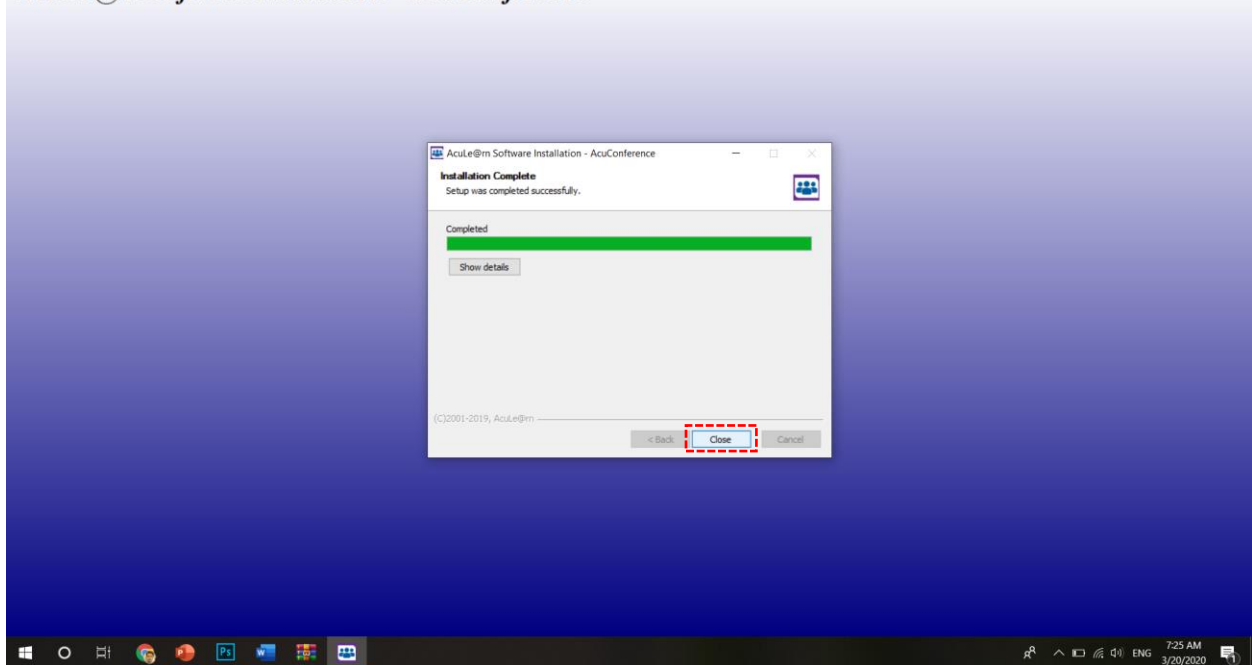 AcuLe@rn Software Installation - AcuConference
Installation Complete
Setup was completed successfully.
Completed
Show details
(C)2001-2019, AcuLe@rn
< Back
Close
Cancel
Ps
ENG
7:25 AM
3/20/2020